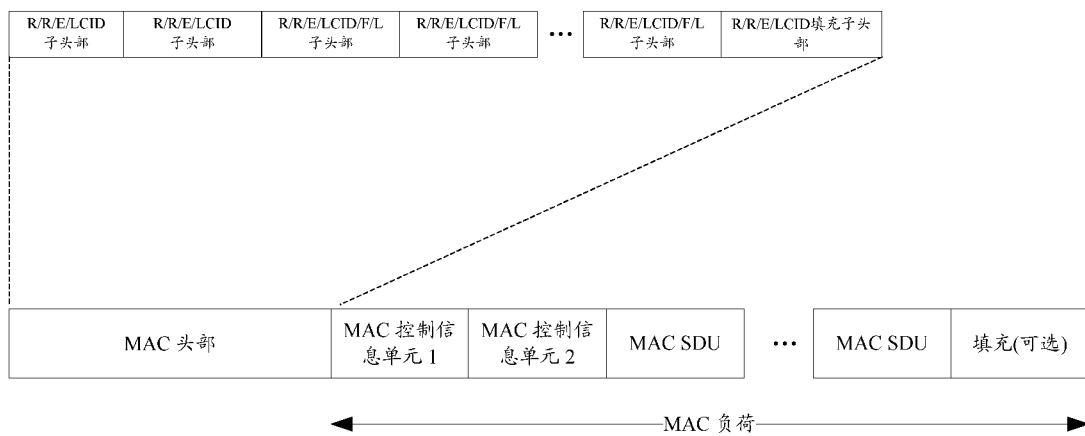 R/R/E/LCID
子头部
R/R/E/LCID
子头部
R/R/E/LCID/F/L
子头部
R/R/E/LCID/F/L
子头部
...
R/R/E/LCID/F/L
子头部
R/R/E/LCID填充子头
部
MAC 头部
MAC 控制信
息单元 1
MAC 控制信
息单元 2
MAC SDU
...
MAC SDU
填充(可选)
MAC 负荷